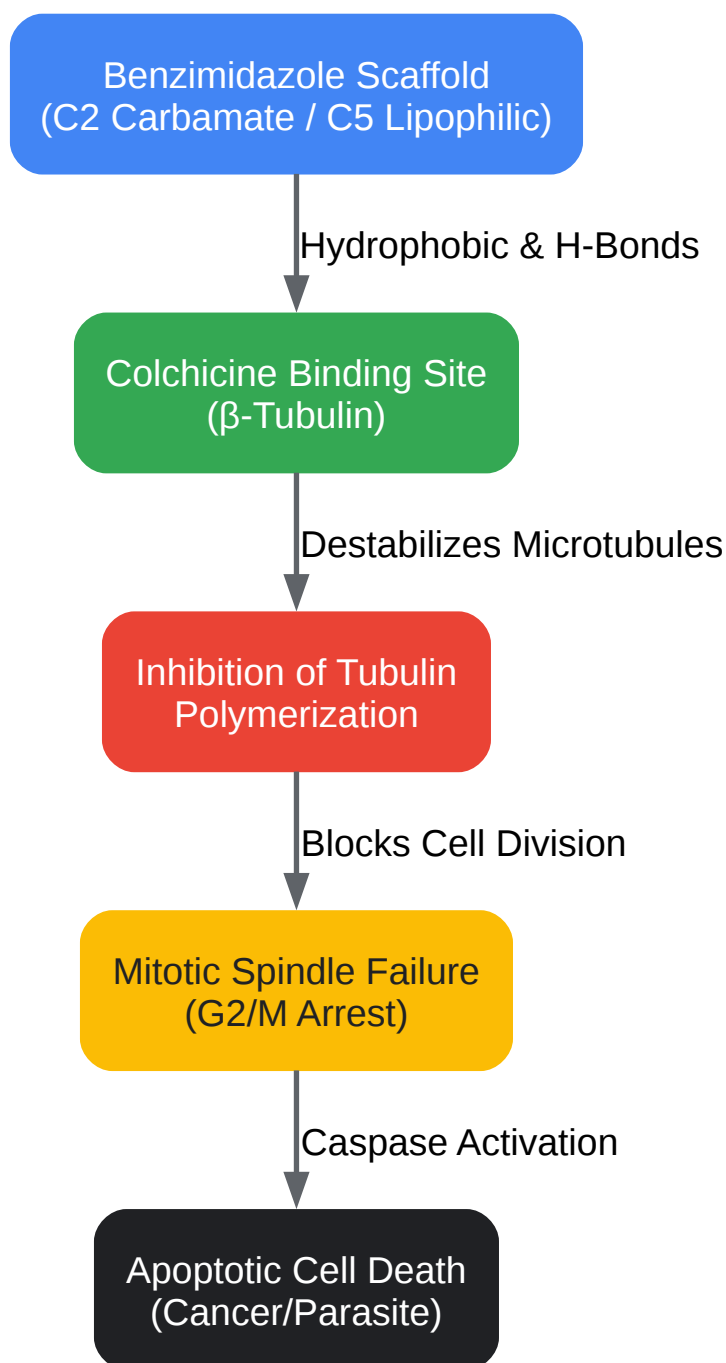 Benzimidazole Scaffold
(C2 Carbamate / C5 Lipophilic)
Hydrophobic & H-Bonds
Colchicine Binding Site
(β-Tubulin)
Destabilizes Microtubules
Inhibition of Tubulin
Polymerization
Blocks Cell Division
Mitotic Spindle Failure
(G2/M Arrest)
Caspase Activation
Apoptotic Cell Death
(Cancer/Parasite)